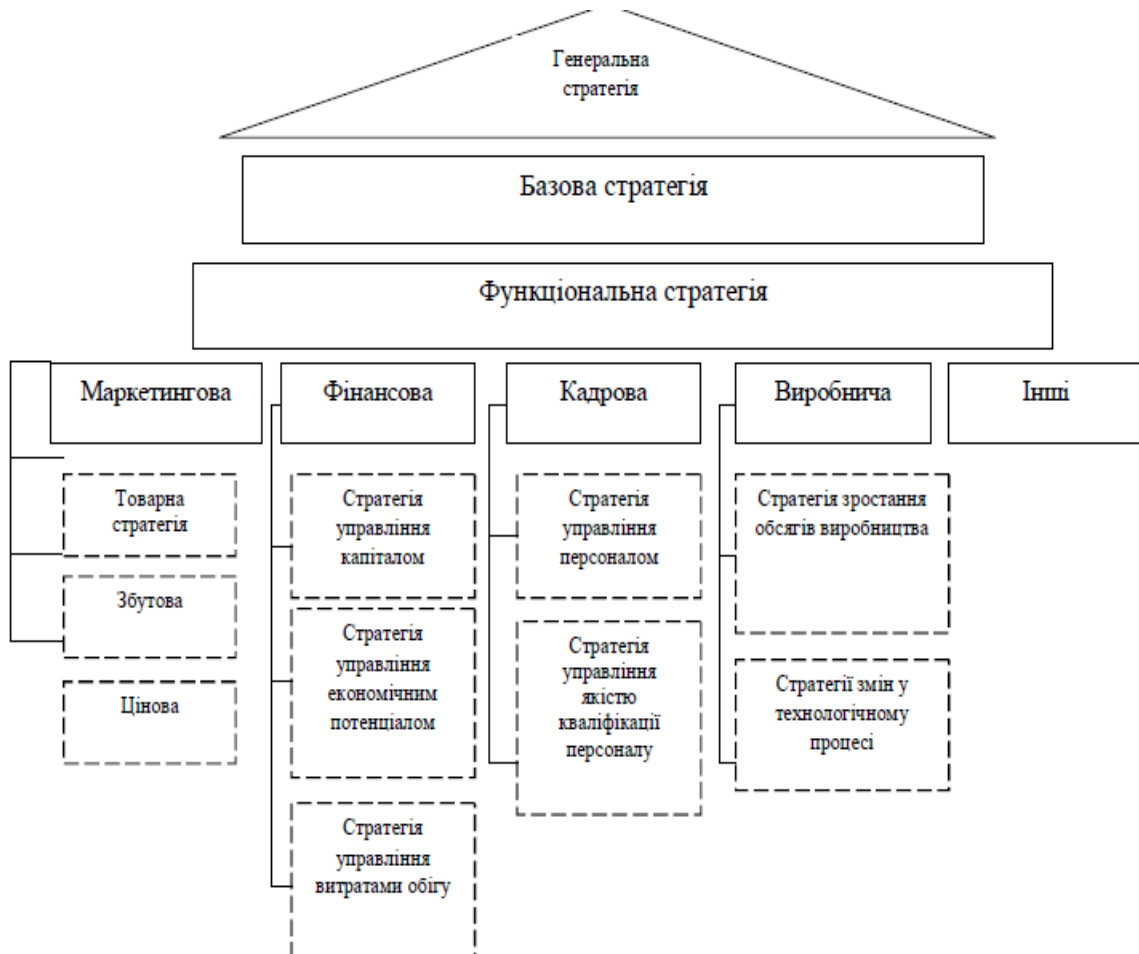 Генеральна
стратегія
Базова стратегія
Функціональна стратегія
Маркетингова
Фінансова
Кадрова
Виробнича
Інші
Товарна
стратегія
Збутова
Цінова
Стратегія
управління
капіталом
Стратегія
управління
економічним
потенціалом
Стратегія
управління
витратами обігу
Стратегія
управління
персоналом
Стратегія
управління
якістю
кваліфікації
персоналу
Стратегія зростання
обсягів виробництва
Стратегії змін у
технологічному
процесі